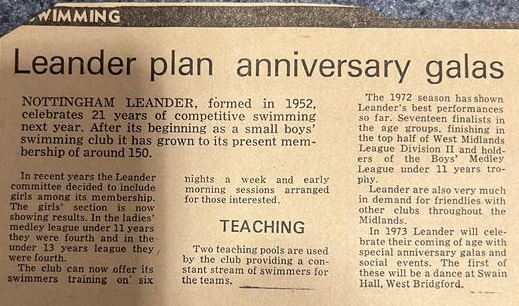 SWIMMING
Leander plan anniversary galas
NOTTINGHAM LEANDER, formed in 1952,
celebrates 21 years of competitive swimming
next year. After its beginning as a small boys'
swimming club it has grown to its present mem-
bership of around 150.
In recent years the Leander
committee decided to include
girls among its membership.
The girls' section is now
showing results. In the ladies'
medley league under 11 years
they were fourth and in the
under 13 years league they
were fourth.
The club can now offer its
swimmers training on six
nights a week and early
morning sessions arranged
for those interested.
TEACHING
Two teaching pools are used
by the club providing a con-
stant stream of swimmers for
the teams.
The 1972 season has shown
Leander's best performances
so far. Seventeen finalists in
the age groups, finishing in
the top half of West Midlands
League Division II and hold-
ers of the Boys' Medley
League under 11 years tro-
phy.
Leander are also very much
in demand for friendlies with
other clubs throughout the
Midlands.
In 1973 Leander will cele-
brate their coming of age with
special anniversary galas and
social events. The first of
these will be a dance at Swain
Hall, West Bridgford.